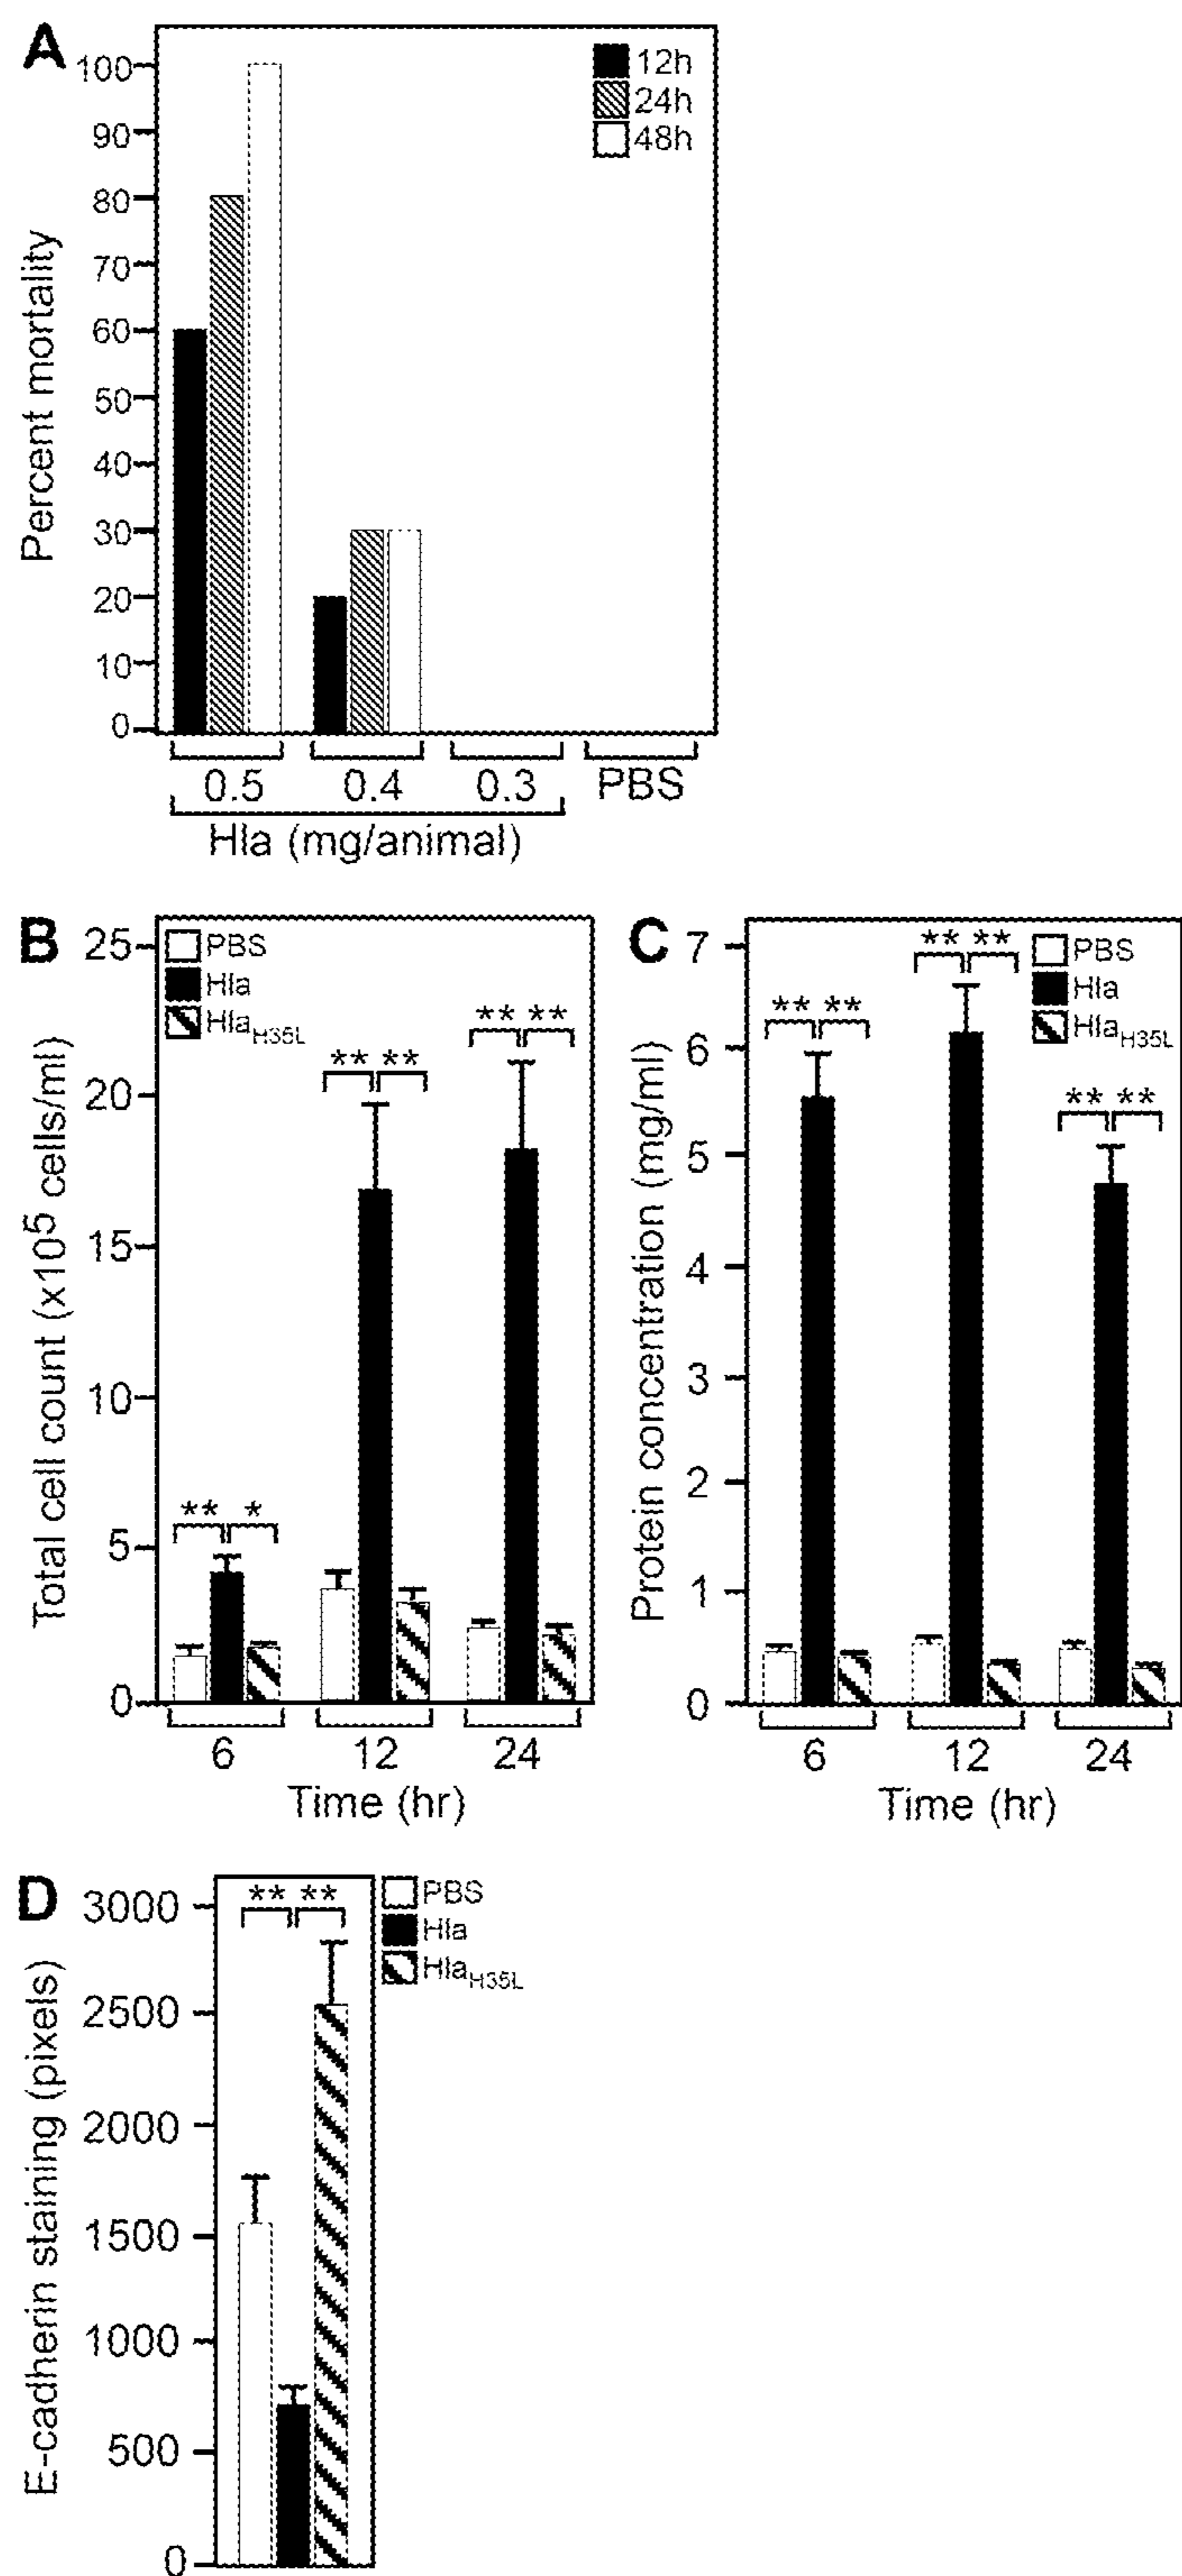 A
Percent mortality
100
90
80
70
60
50
40
30
20
10
0
12h
24h
48h
0.5 0.4 0.3 PBS
Hla (mg/animal)
B
Total cell count (x10⁵ cells/ml)
25
20
15
10
5
0
PBS
Hla
Hla_H35L
** *
** **
** **
6 12 24
Time (hr)
C
Protein concentration (mg/ml)
7
6
5
4
3
2
1
0
PBS
Hla
Hla_H35L
** **
** **
** **
6 12 24
Time (hr)
D
E-cadherin staining (pixels)
3000
2500
2000
1500
1000
500
0
** **
PBS
Hla
Hla_H35L